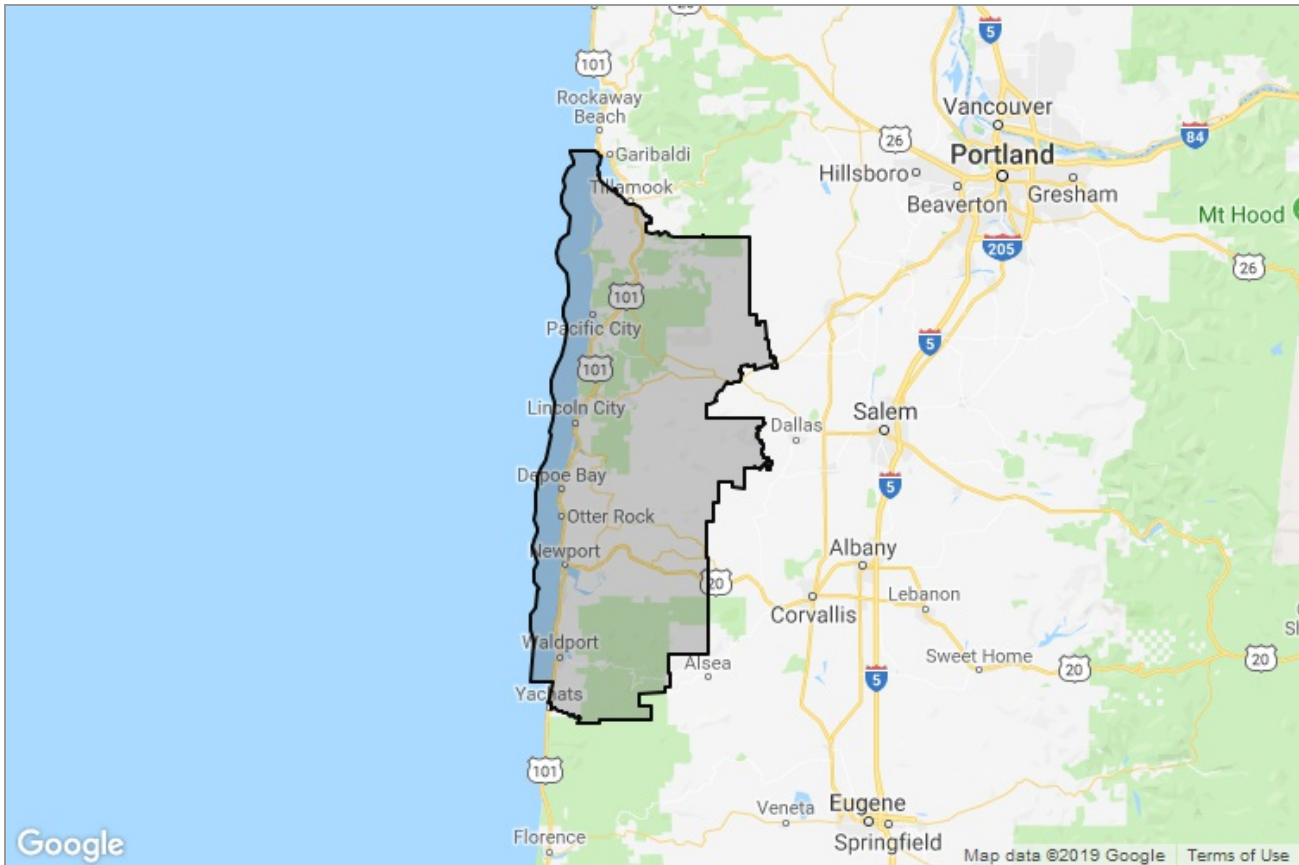 26
5
101
Rockaway
Beach
Vancouver
26
84
Garibaldi
Portland
Hillsboro
Gresham
Tillamook
Beaverton
Mt Hood
205
26
101
Pacific City
5
101
Lincoln City
Salem
Dallas
Depoe Bay
5
Otter Rock
Newport
Albany
20
Lebanon
Corvallis
Waldport
Alsea
Sweet Home
20
20
5
Yachats
101
Veneta
Eugene
Springfield
Florence
Google
Map data ©2019 Google
Terms of Use